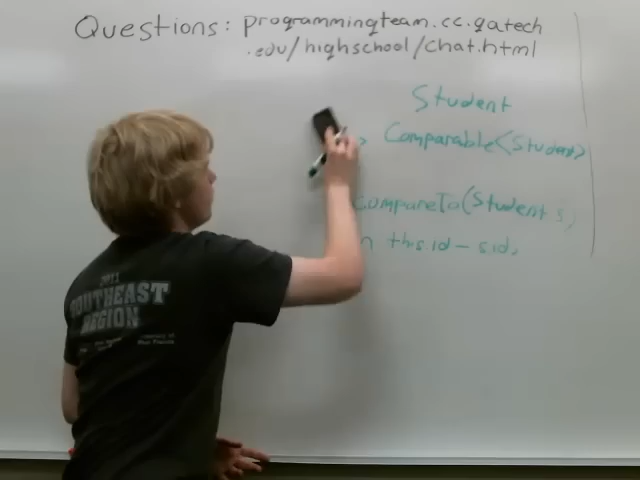 Questions: programmingteam.cc.gatech
.edu/highschool/chat.html
Student
Comparable<Student>
compareTo(Student s)
n this.id - s.id;
2011
SOUTHEAST
REGION